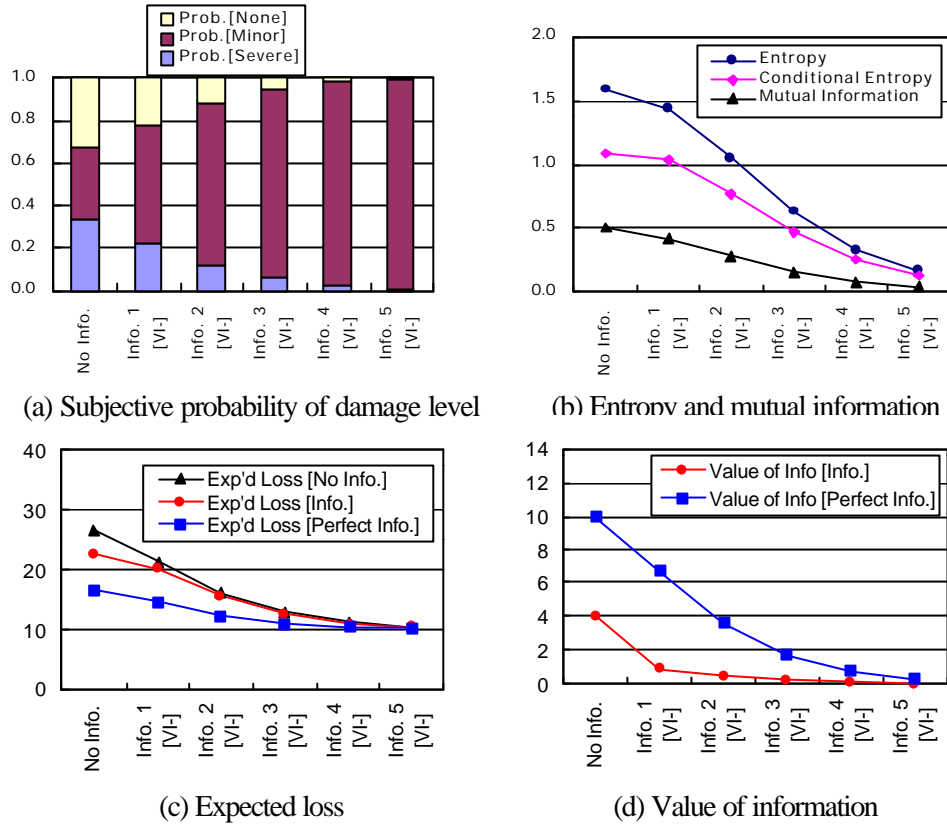 Prob.[None]
Prob.[Minor]
Prob.[Severe]
1.0
0.8
0.6
0.4
0.2
0.0
No Info.
Info. 1
[VI-]
Info. 2
[VI-]
Info. 3
[VI-]
Info. 4
[VI-]
Info. 5
[VI-]
(a) Subjective probability of damage level
2.0
1.5
1.0
0.5
0.0
Entropy
Conditional Entropy
Mutual Information
No Info.
Info. 1
[VI-]
Info. 2
[VI-]
Info. 3
[VI-]
Info. 4
[VI-]
Info. 5
[VI-]
(b) Entropy and mutual information
40
30
20
10
0
Exp'd Loss [No Info.]
Exp'd Loss [Info.]
Exp'd Loss [Perfect Info.]
No Info.
Info. 1
[VI-]
Info. 2
[VI-]
Info. 3
[VI-]
Info. 4
[VI-]
Info. 5
[VI-]
(c) Expected loss
14
12
10
8
6
4
2
0
Value of Info [Info.]
Value of Info [Perfect Info.]
No Info.
Info. 1
[VI-]
Info. 2
[VI-]
Info. 3
[VI-]
Info. 4
[VI-]
Info. 5
[VI-]
(d) Value of information